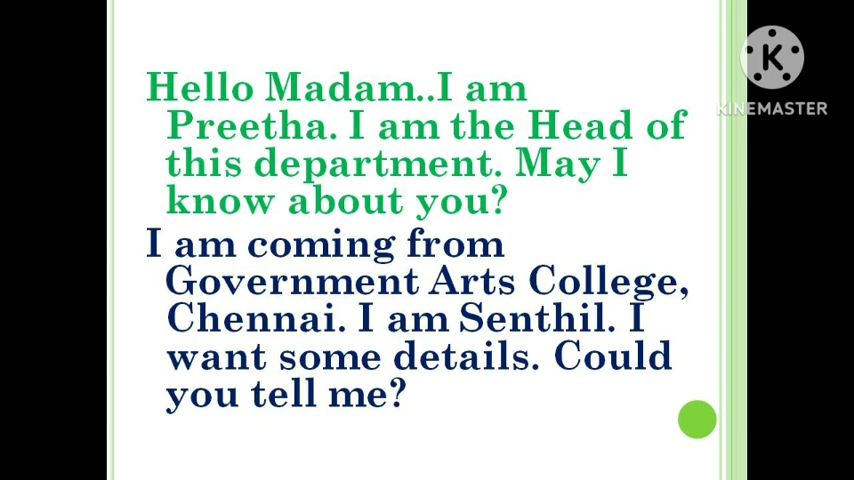 Hello Madam..I am
Preetha. I am the Head of
this department. May I
know about you?
I am coming from
Government Arts College,
Chennai. I am Senthil. I
want some details. Could
you tell me?
K
KINEMASTER